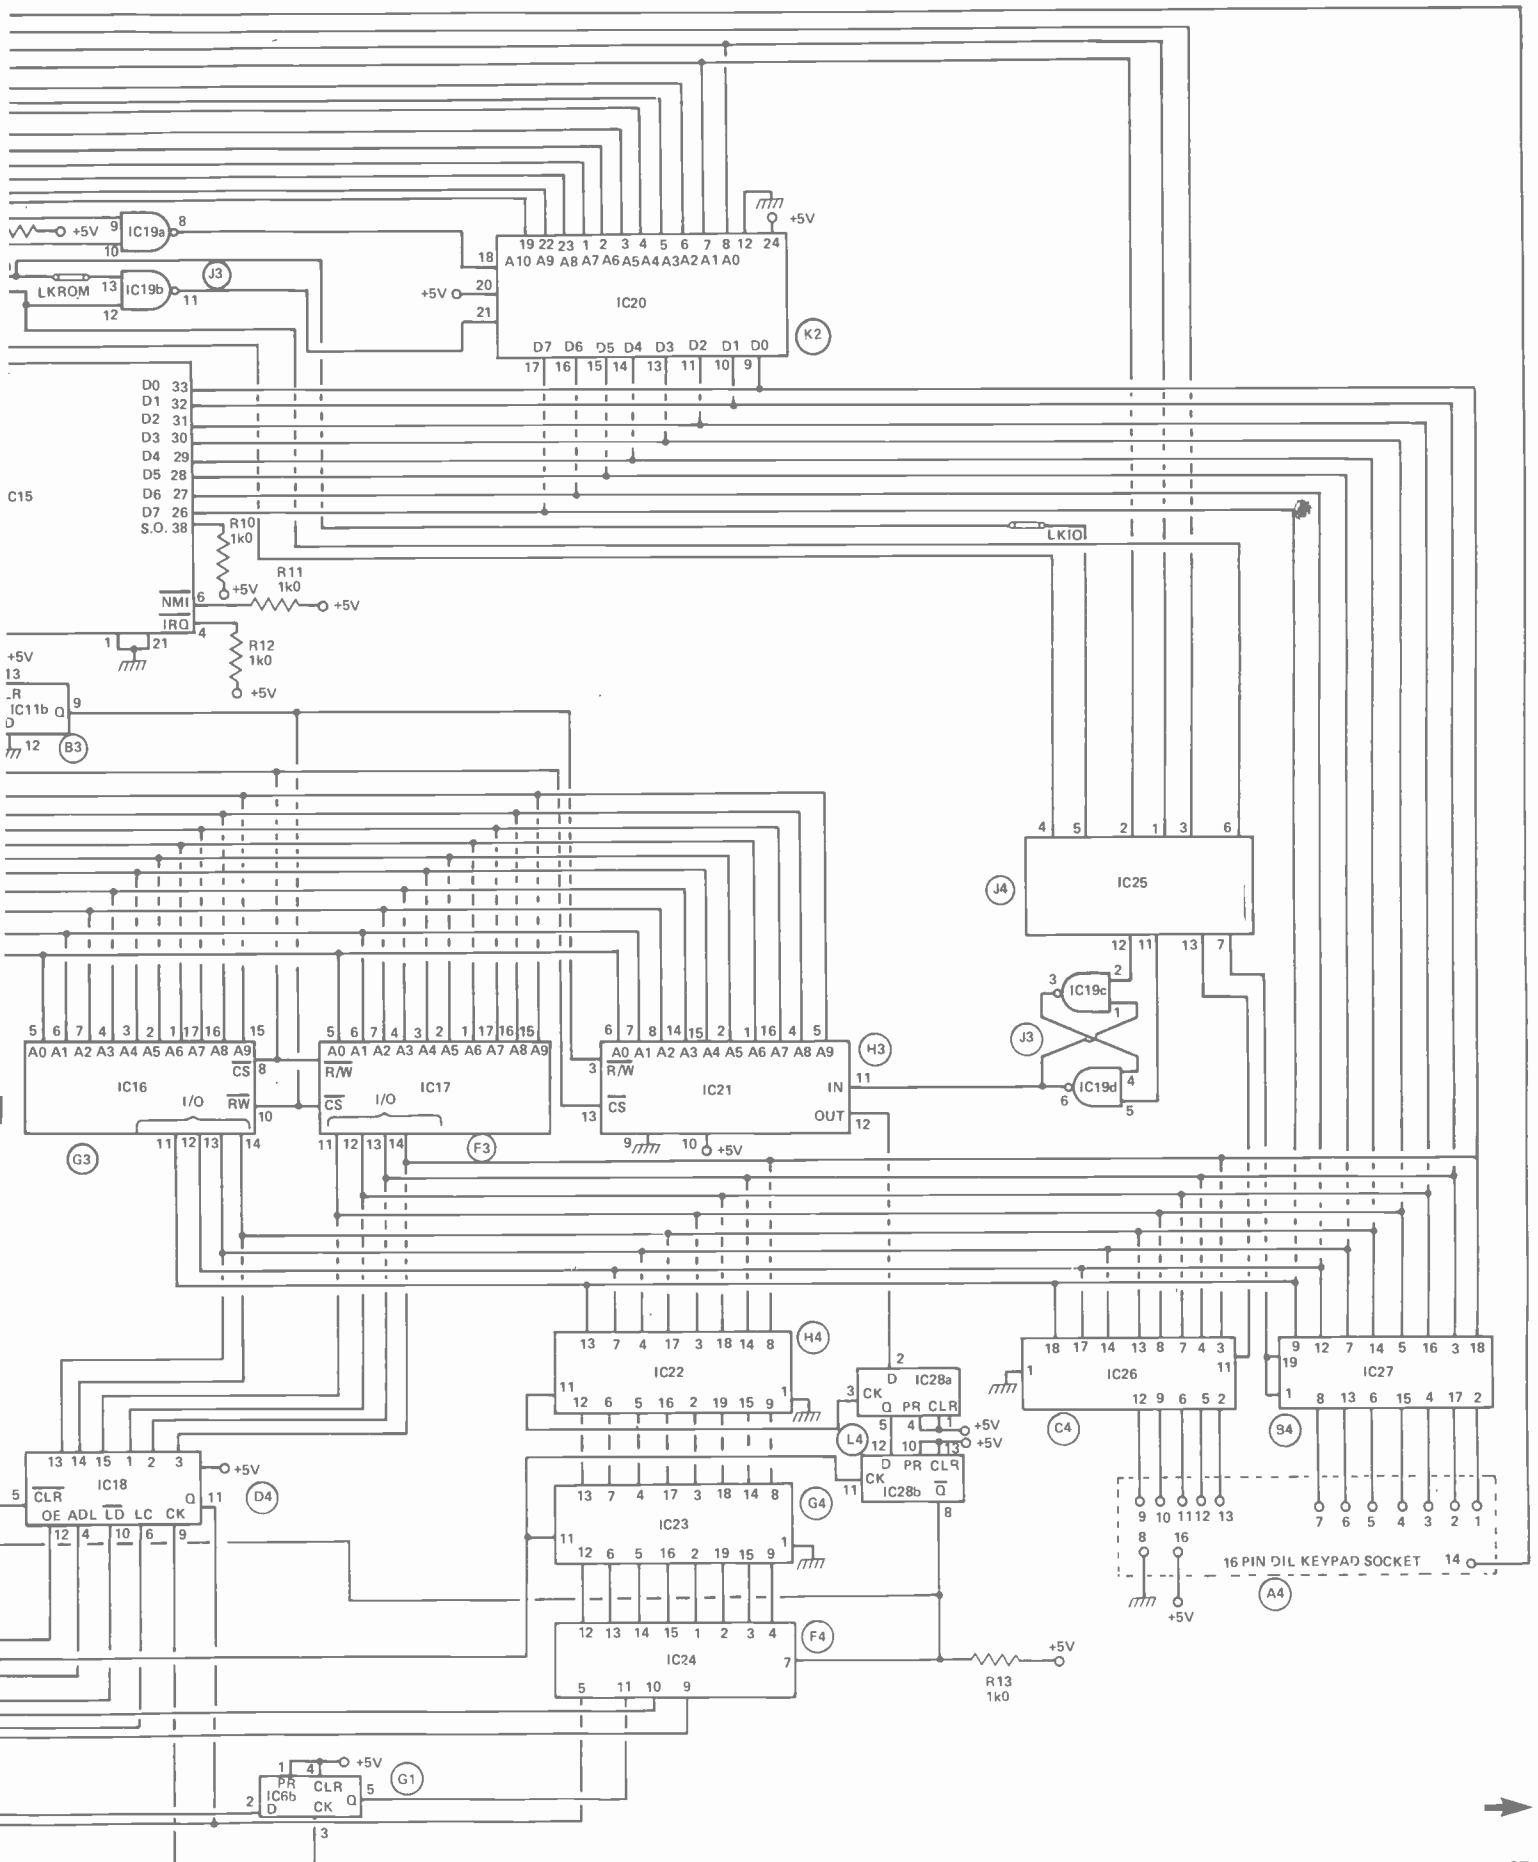 9 IC19a 8
+5V
10
LKROM 13 IC19b 11 J3
12
+5V
19 22 23 1 2 3 4 5 6 7 8 12 24
18 A10 A9 A8 A7 A6 A5 A4 A3 A2 A1 A0
+5V 20
IC20
21
K2
D7 D6 D5 D4 D3 D2 D1 D0
17 16 15 14 13 11 10 9
D0 33
D1 32
D2 31
D3 30
D4 29
D5 28
D6 27
D7 26
S.O. 38
C15
R10
1k0
+5V
LKIO
R11
1k0
NMI 6
+5V
IRQ 4
R12
1k0
+5V
1 21
+5V
13
LR
IC11b Q 9
D
12 B3
4 5 2 1 3 6
IC25
J4
12 11 13 7
3 IC19c 2
1
J3
4
6 IC19d 5
5 6 7 4 3 2 1 17 16 15
A0 A1 A2 A3 A4 A5 A6 A7 A8 A9
CS 8
IC16
I/O RW 10
11 12 13 14
G3
5 6 7 4 3 2 1 17 16 15
A0 A1 A2 A3 A4 A5 A6 A7 A8 A9
R/W
IC17
CS I/O
11 12 13 14
F3
6 7 8 14 15 2 1 16 4 5
A0 A1 A2 A3 A4 A5 A6 A7 A8 A9
H3
3 R/W
IC21
IN 11
13 CS
OUT 12
9 10 +5V
13 7 4 17 3 18 14 8
H4
IC22
11 1
12 6 5 16 2 19 15 9
2
D IC28a
3 CK
Q PR CLR
5 4 1
+5V
+5V
L4 12 10 13
D PR CLR
CK
11 IC28b Q
8
18 17 14 13 8 7 4 3
1 IC26 11
12 9 6 5 2
C4
9 12 7 14 5 16 3 18
19
IC27
1
8 13 6 15 4 17 2
B4
13 14 15 1 2 3
IC18 +5V
5 CLR Q 11 D4
OE ADL LD LC CK
12 4 10 6 9
13 7 4 17 3 18 14 8
G4
IC23
11 1
12 6 5 16 2 19 15 9
9 10 11 12 13
7 6 5 4 3 2 1
8 16
16 PIN DIL KEYPAD SOCKET 14
+5V
A4
12 13 14 15 1 2 3 4
F4
IC24
7
5 11 10 9
+5V
R13
1k0
1 4 +5V
PR CLR
IC6b
2 D CK Q 5
G1
3